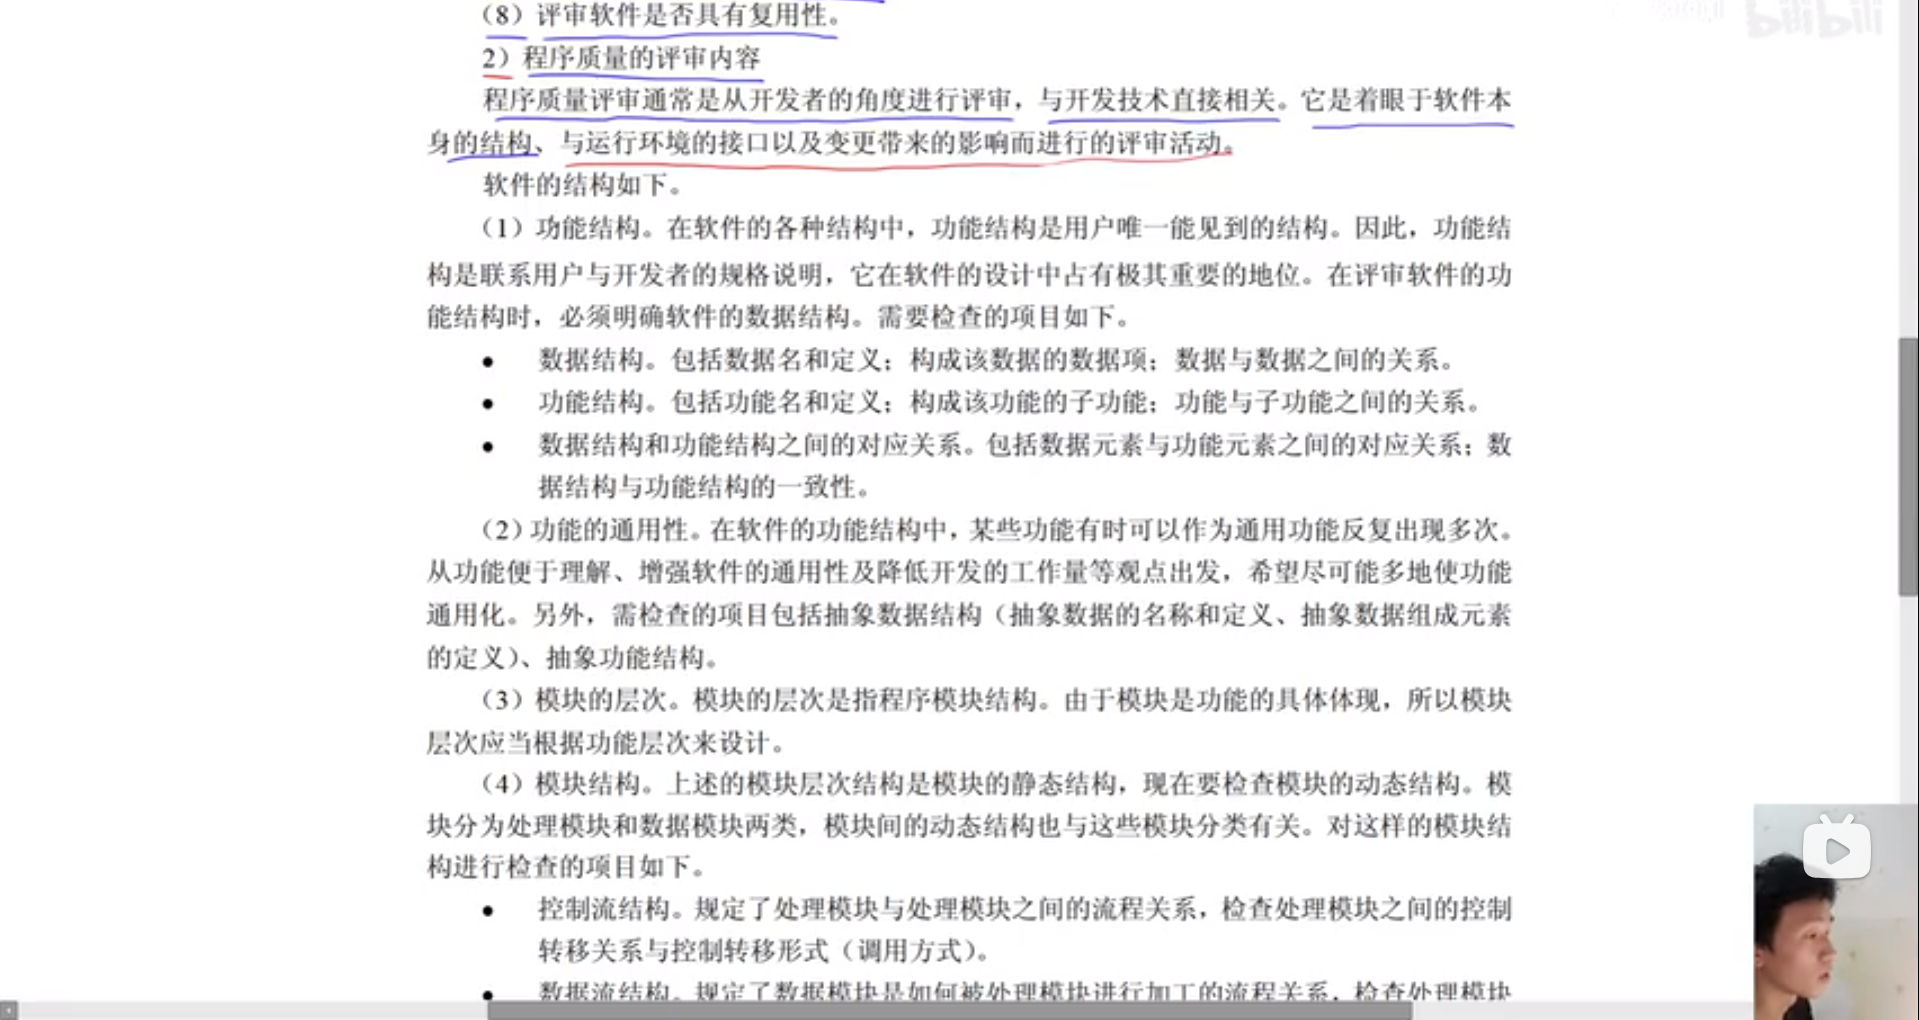 bilibili
（8）评审软件是否具有复用性。
2）程序质量的评审内容
程序质量评审通常是从开发者的角度进行评审，与开发技术直接相关。它是着眼于软件本
身的结构、与运行环境的接口以及变更带来的影响而进行的评审活动。
软件的结构如下。
（1）功能结构。在软件的各种结构中，功能结构是用户唯一能见到的结构。因此，功能结
构是联系用户与开发者的规格说明，它在软件的设计中占有极其重要的地位。在评审软件的功
能结构时，必须明确软件的数据结构。需要检查的项目如下。
● 数据结构。包括数据名和定义；构成该数据的数据项；数据与数据之间的关系。
● 功能结构。包括功能名和定义；构成该功能的子功能；功能与子功能之间的关系。
● 数据结构和功能结构之间的对应关系。包括数据元素与功能元素之间的对应关系；数
据结构与功能结构的一致性。
（2）功能的通用性。在软件的功能结构中，某些功能有时可以作为通用功能反复出现多次。
从功能便于理解、增强软件的通用性及降低开发的工作量等观点出发，希望尽可能多地使功能
通用化。另外，需检查的项目包括抽象数据结构（抽象数据的名称和定义、抽象数据组成元素
的定义）、抽象功能结构。
（3）模块的层次。模块的层次是指程序模块结构。由于模块是功能的具体体现，所以模块
层次应当根据功能层次来设计。
（4）模块结构。上述的模块层次结构是模块的静态结构，现在要检查模块的动态结构。模
块分为处理模块和数据模块两类，模块间的动态结构也与这些模块分类有关。对这样的模块结
构进行检查的项目如下。
● 控制流结构。规定了处理模块与处理模块之间的流程关系，检查处理模块之间的控制
转移关系与控制转移形式（调用方式）。
● 数据流结构。规定了数据模块是如何被处理模块进行加工的流程关系，检查处理模块